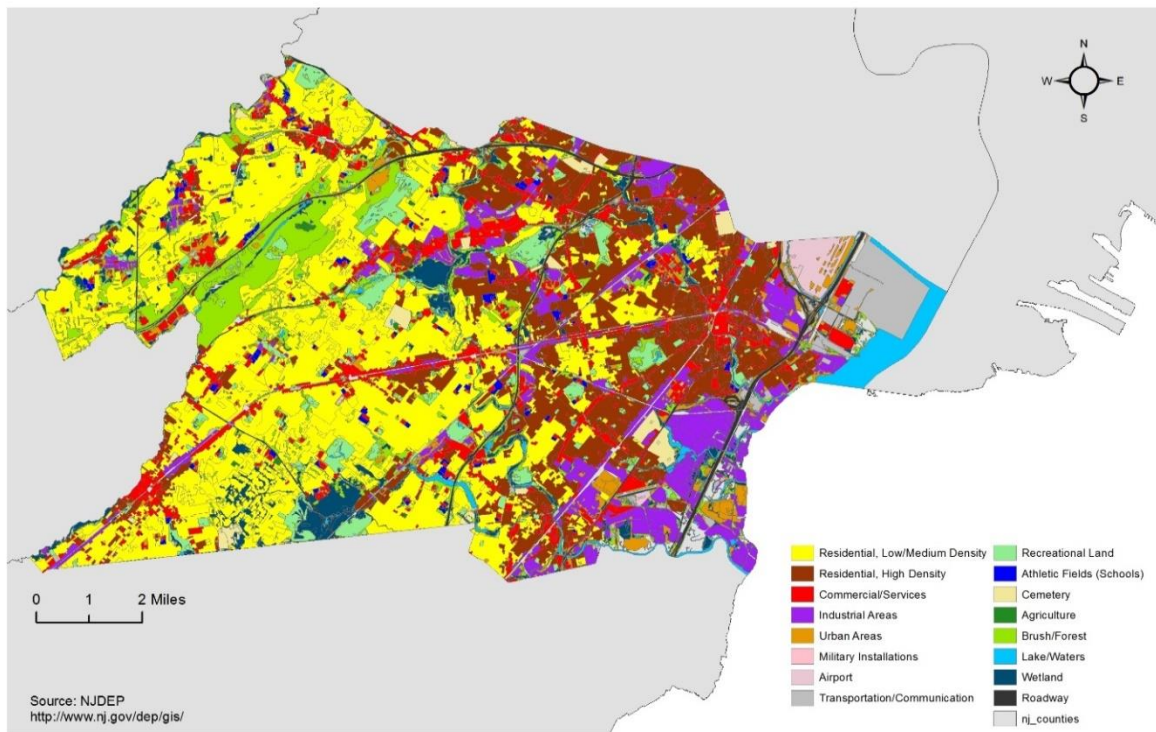 N
W E
S
Residential, Low/Medium Density
Residential, High Density
Commercial/Services
Industrial Areas
Urban Areas
Military Installations
Airport
Transportation/Communication
Recreational Land
Athletic Fields (Schools)
Cemetery
Agriculture
Brush/Forest
Lake/Waters
Wetland
Roadway
nj_counties
0 1 2 Miles
Source: NJDEP
http://www.nj.gov/dep/gis/